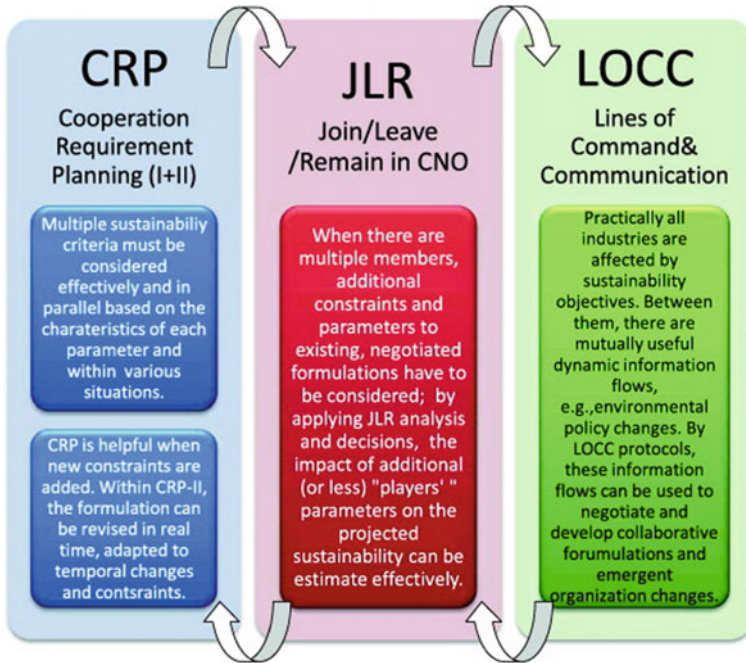 CRP
Cooperation
Requirement
Planning (I+II)
Multiple sustainabiliy
criteria must be
considered
effectively and in
parallel based on the
charateristics of each
parameter and
within various
situations.
CRP is helpful when
new constraints are
added. Within CRP-II,
the formulation can
be revised in real
time, adapted to
temporal changes
and contsraints.
JLR
Join/Leave
/Remain in CNO
When there are
multiple members,
additional
constraints and
parameters to
existing, negotiated
formulations have to
be considered; by
applying JLR analysis
and decisions, the
impact of additional
(or less) "players' "
parameters on the
projected
sustainability can be
estimate effectively.
LOCC
Lines of
Command&
Commmunication
Practically all
industries are
affected by
sustainability
objectives. Between
them, there are
mutually useful
dynamic information
flows,
e.g.,environmental
policy changes. By
LOCC protocols,
these information
flows can be used to
negotiate and
develop collaborative
forumulations and
emergent
organization changes.